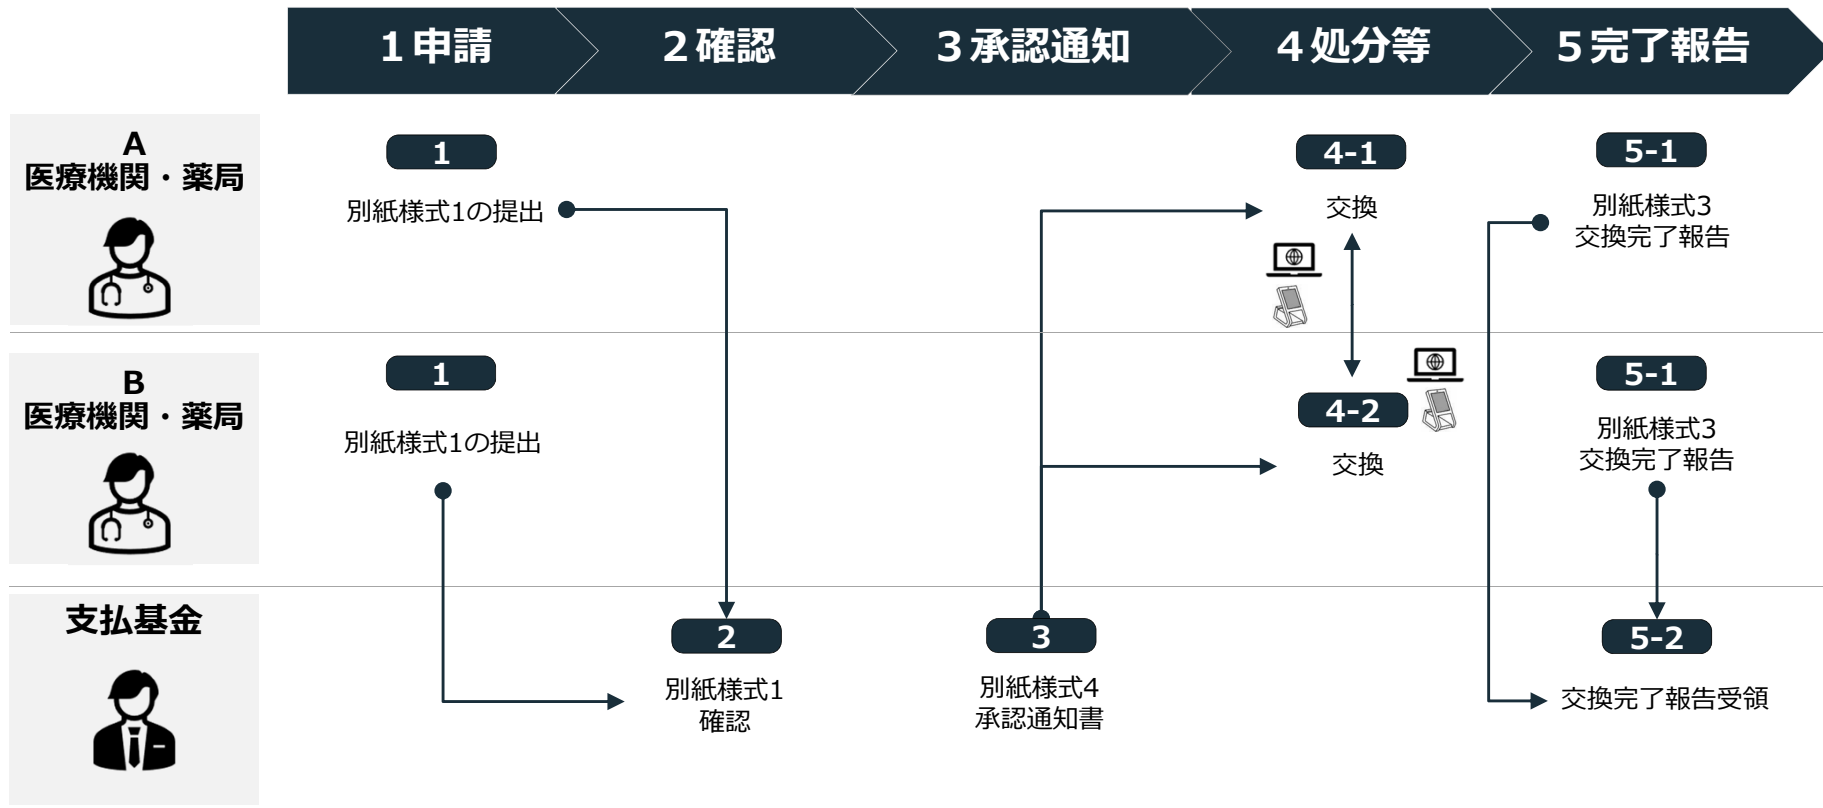 1申請
2確認
3承認通知
4処分等
5完了報告
A
医療機関・薬局
1
別紙様式1の提出
4-1
交換
5-1
別紙様式3
交換完了報告
B
医療機関・薬局
1
別紙様式1の提出
4-2
交換
5-1
別紙様式3
交換完了報告
支払基金
2
別紙様式1
確認
3
別紙様式4
承認通知書
5-2
交換完了報告受領